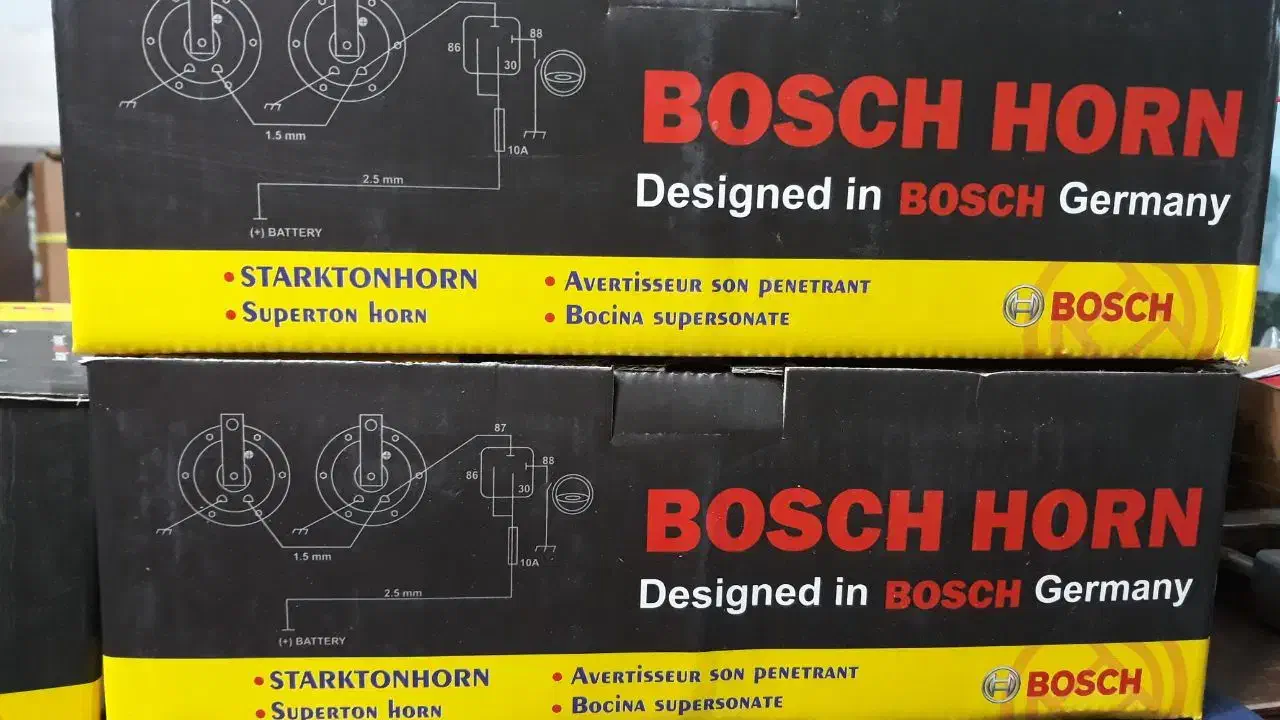 86
88
30
10A
1.5 mm
2.5 mm
(+) BATTERY
BOSCH HORN
Designed in BOSCH Germany
• STARKTONHORN
• Superton horn
• Avertisseur son penetrant
• Bocina supersonate
BOSCH
87
86
88
30
10A
1.5 mm
2.5 mm
(+) BATTERY
BOSCH HORN
Designed in BOSCH Germany
• STARKTONHORN
• Superton horn
• Avertisseur son penetrant
• Bocina supersonate
BOSCH